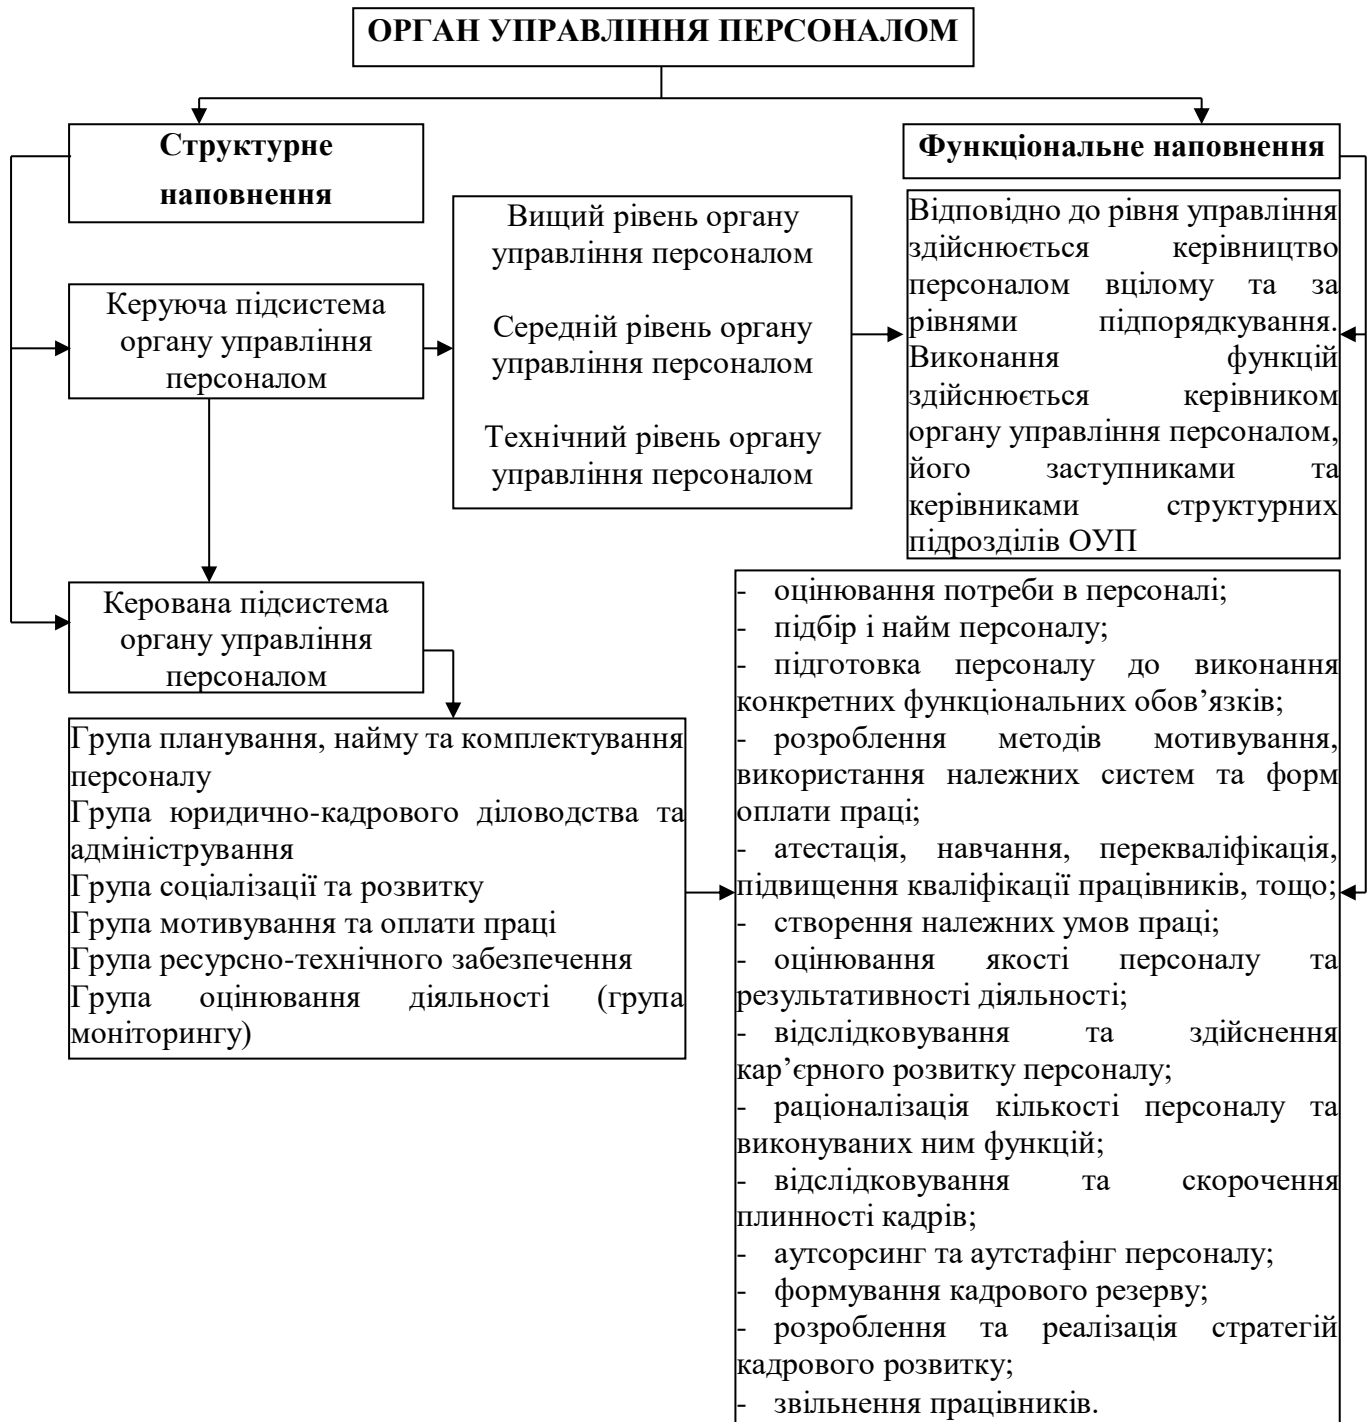 ОРГАН УПРАВЛІННЯ ПЕРСОНАЛОМ
Структурне
наповнення
Функціональне наповнення
Вищий рівень органу
управління персоналом
Середній рівень органу
управління персоналом
Технічний рівень органу
управління персоналом
Відповідно до рівня управління
здійснюється керівництво
персоналом вцілому та за
рівнями підпорядкування.
Виконання функцій
здійснюється керівником
органу управління персоналом,
його заступниками та
керівниками структурних
підрозділів ОУП
Керуюча підсистема
органу управління
персоналом
Керована підсистема
органу управління
персоналом
Група планування, найму та комплектування
персоналу
Група юридично-кадрового діловодства та
адміністрування
Група соціалізації та розвитку
Група мотивування та оплати праці
Група ресурсно-технічного забезпечення
Група оцінювання діяльності (група
моніторингу)
- оцінювання потреби в персоналі;
- підбір і найм персоналу;
- підготовка персоналу до виконання
конкретних функціональних обов’язків;
- розроблення методів мотивування,
використання належних систем та форм
оплати праці;
- атестація, навчання, перекваліфікація,
підвищення кваліфікації працівників, тощо;
- створення належних умов праці;
- оцінювання якості персоналу та
результативності діяльності;
- відслідковування та здійснення
кар’єрного розвитку персоналу;
- раціоналізація кількості персоналу та
виконуваних ним функцій;
- відслідковування та скорочення
плинності кадрів;
- аутсорсинг та аутстафінг персоналу;
- формування кадрового резерву;
- розроблення та реалізація стратегій
кадрового розвитку;
- звільнення працівників.